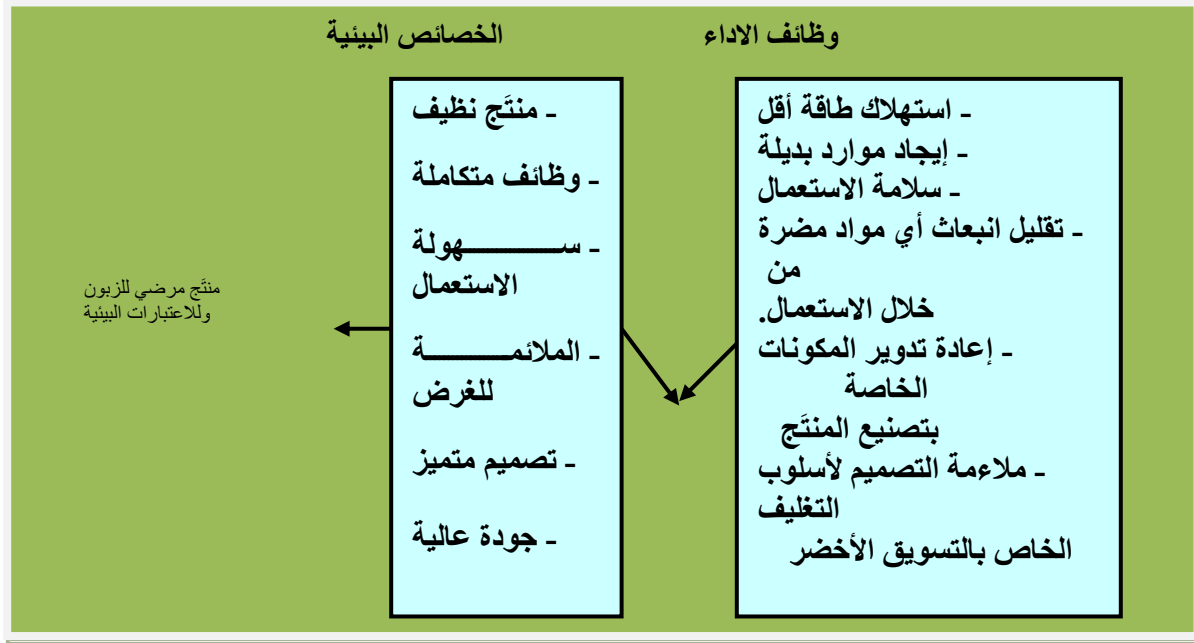 وظائف الاداء
الخصائص البيئية
- استهلاك طاقة أقل
- إيجاد موارد بديلة
- سلامة الاستعمال
- تقليل انبعاث أي مواد مضرة
من
خلال الاستعمال.
- إعادة تدوير المكونات
الخاصة
بتصنيع المنتَج
- ملاءمة التصميم لأسلوب
التغليف
الخاص بالتسويق الأخضر
- منتَج نظيف
- وظائف متكاملة
- ســـــــــهولة
الاستعمال
- الملائمـــــــــة
للغرض
- تصميم متميز
- جودة عالية
منتَج مرضي للزبون
وللاعتبارات البيئية